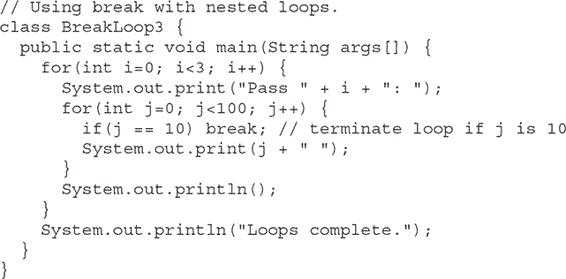 // Using break with nested loops.
class BreakLoop3 {
  public static void main(String args[]) {
    for(int i=0; i<3; i++) {
      System.out.print("Pass " + i + ": ");
      for(int j=0; j<100; j++) {
        if(j == 10) break; // terminate loop if j is 10
        System.out.print(j + " ");
      }
      System.out.println();
    }
    System.out.println("Loops complete.");
  }
}